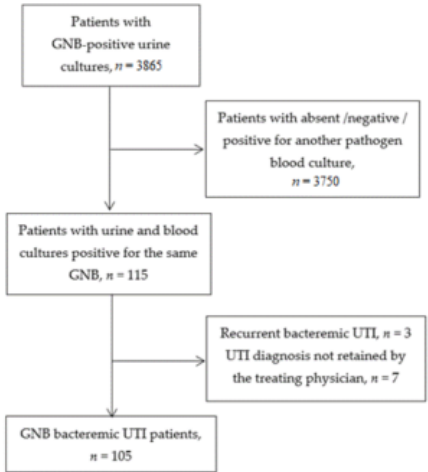 Patients with
GNB-positive urine
cultures, n = 3865
Patients with absent /negative /
positive for another pathogen
blood culture,
n = 3750
Patients with urine and blood
cultures positive for the same
GNB, n = 115
Recurrent bacteremic UTI, n = 3
UTI diagnosis not retained by
the treating physician, n = 7
GNB bacteremic UTI patients,
n = 105